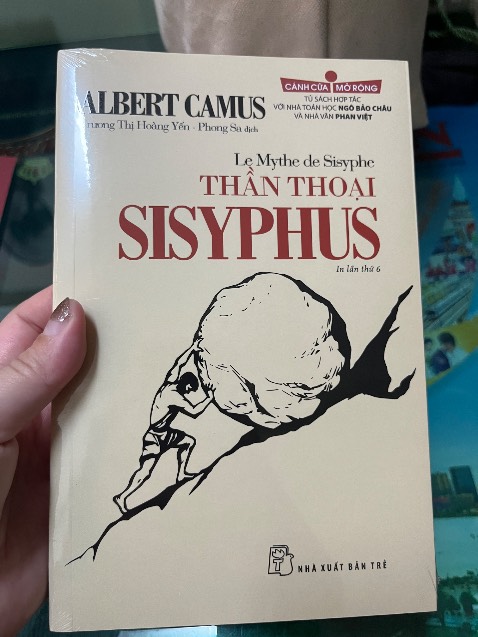 CÁNH CỬA MỞ RỘNG
TỦ SÁCH HỢP TÁC
VỚI NHÀ TOÁN HỌC NGÔ BẢO CHÂU
VÀ NHÀ VĂN PHAN VIỆT
ALBERT CAMUS
Trương Thị Hoàng Yến - Phong Sa dịch
Le Mythe de Sisyphe
THẦN THOẠI
SISYPHUS
In lần thứ 6
NHÀ XUẤT BẢN TRẺ